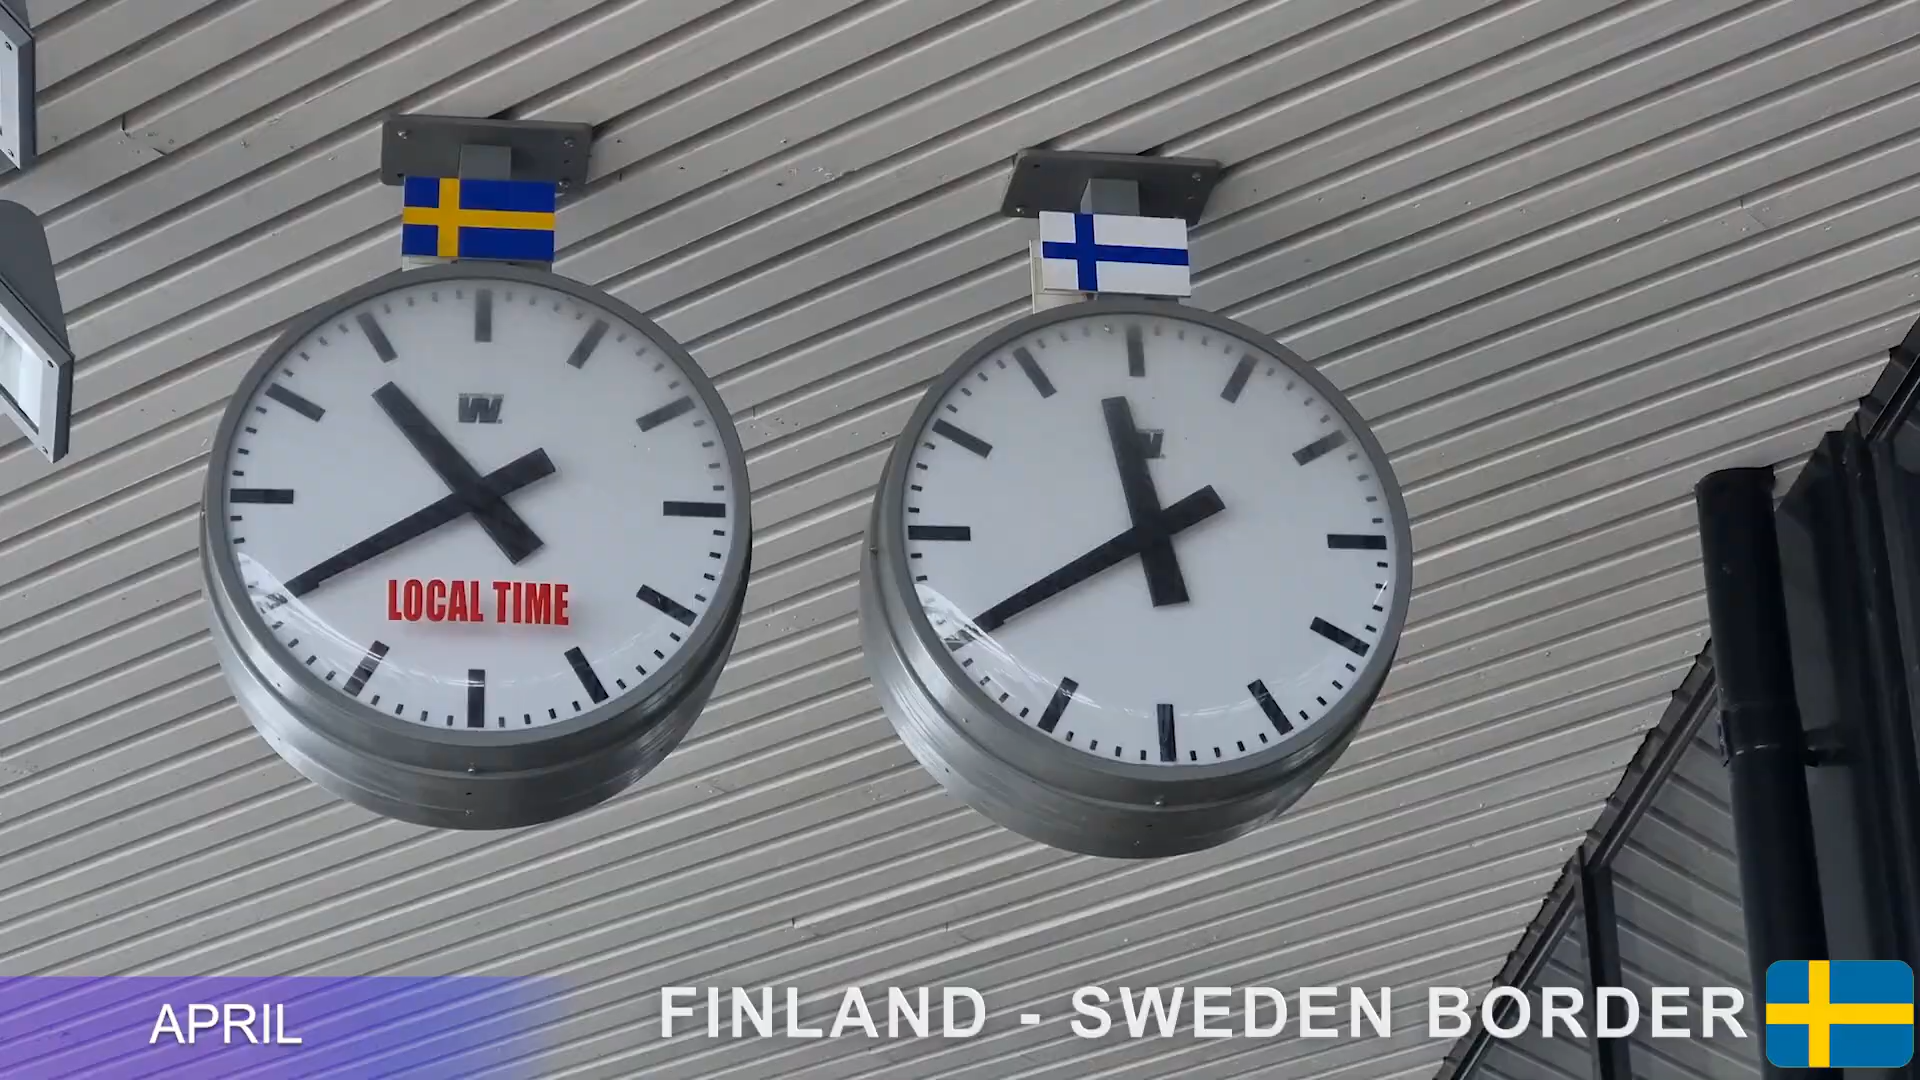 W.
W
LOCAL TIME
APRIL
FINLAND - SWEDEN BORDER